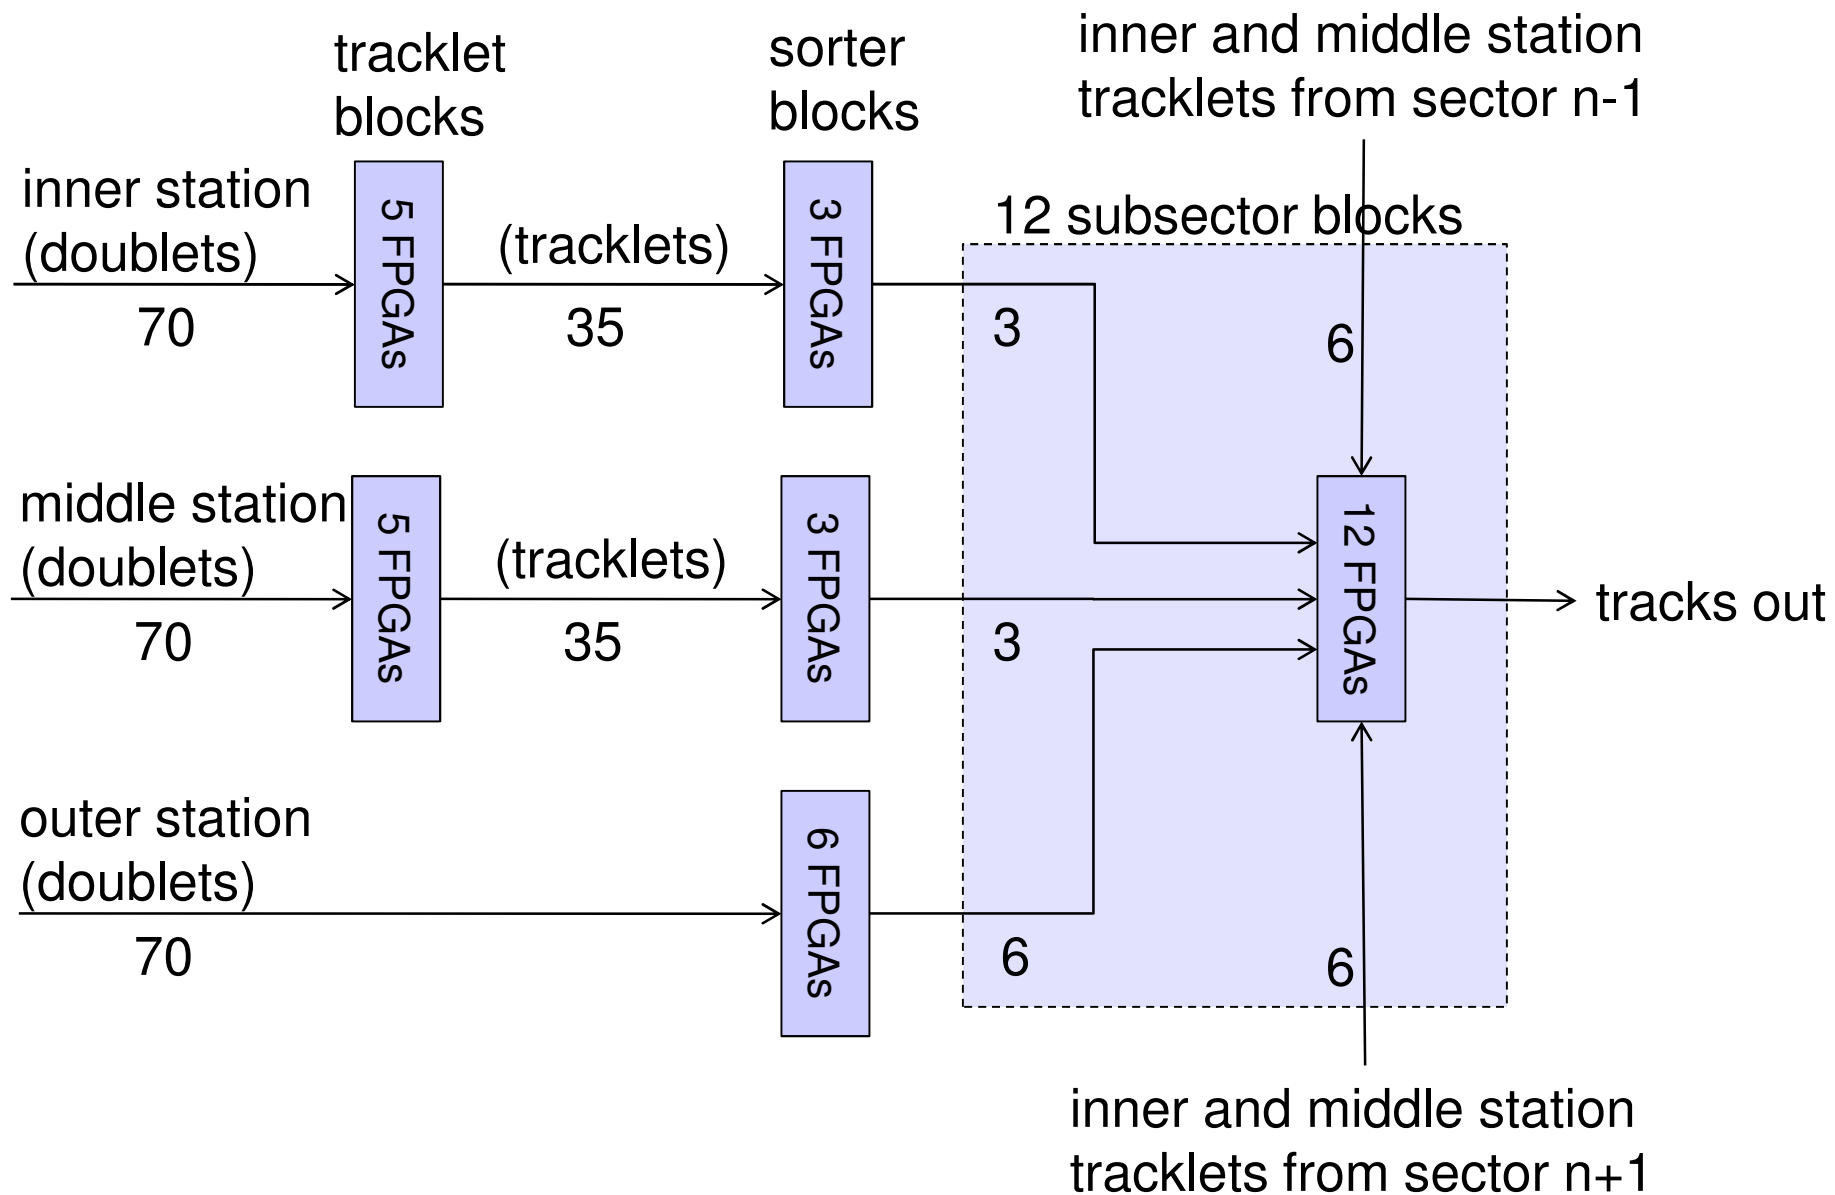 tracklet
blocks
sorter
blocks
inner and middle station
tracklets from sector n-1
inner station
(doubletts)
70
5 FPGAs
(tracklets)
35
3 FPGAs
12 subsector blocks
3
6
middle station
(doublets)
70
5 FPGAs
(tracklets)
35
3 FPGAs
3
12 FPGAs
tracks out
outer station
(doublets)
70
6 FPGAs
6
6
inner and middle station
tracklets from sector n+1